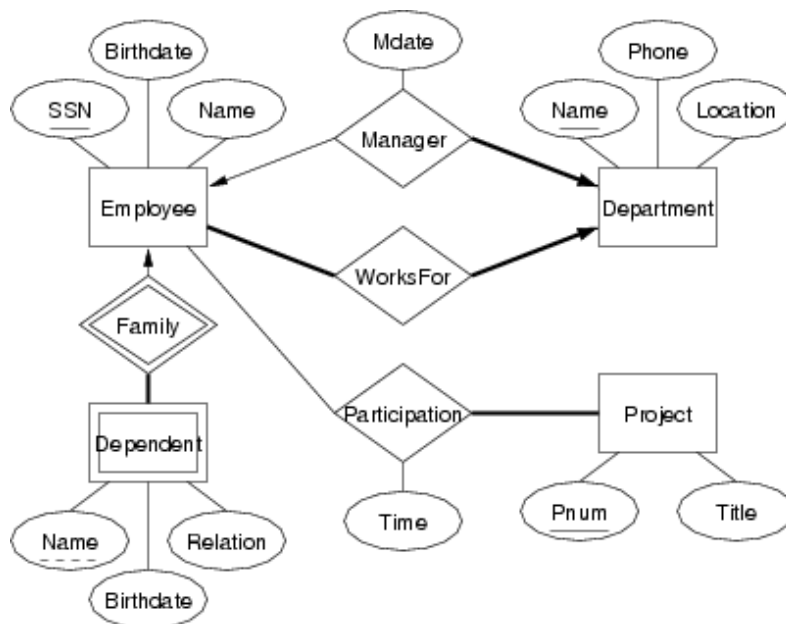 Birthdate
Mdate
Phone
SSN
Name
Name
Location
Manager
Employee
Department
WorksFor
Family
Participation
Project
Dependent
Name
Relation
Time
Pnum
Title
Birthdate